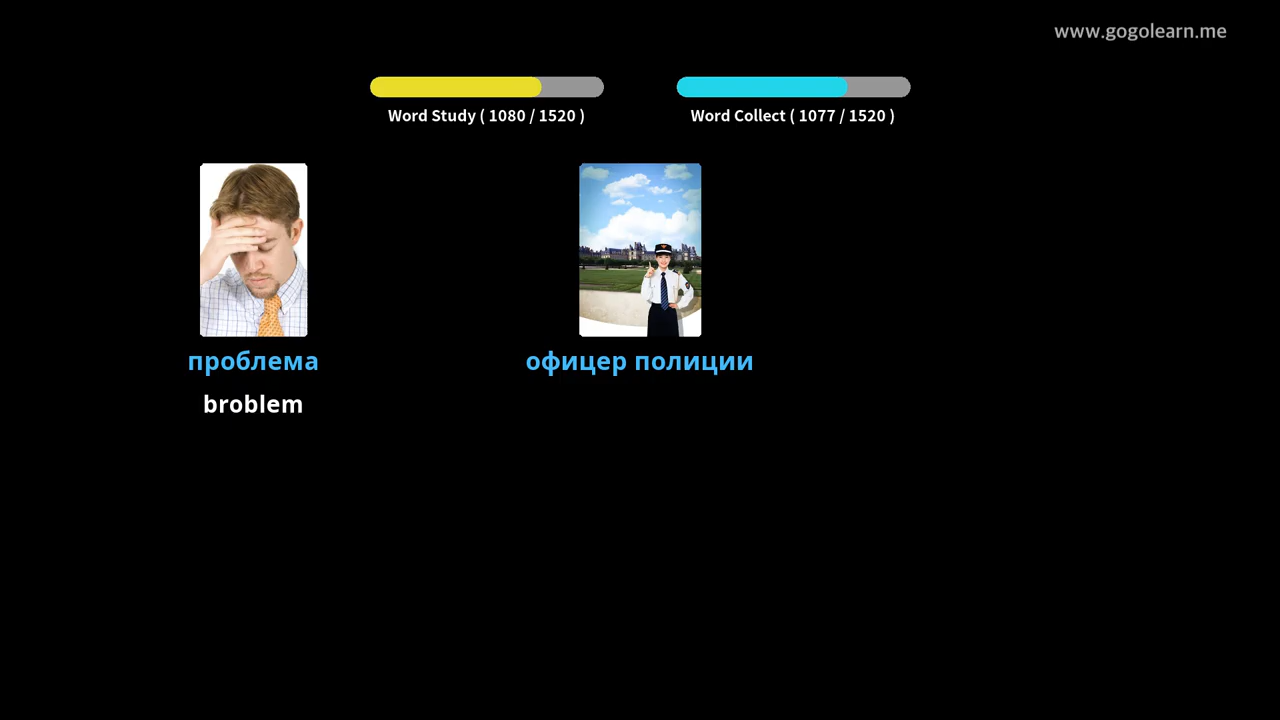 www.gogolearn.me
Word Study ( 1080 / 1520 )
Word Collect ( 1077 / 1520 )
проблема
офицер полиции
broblem